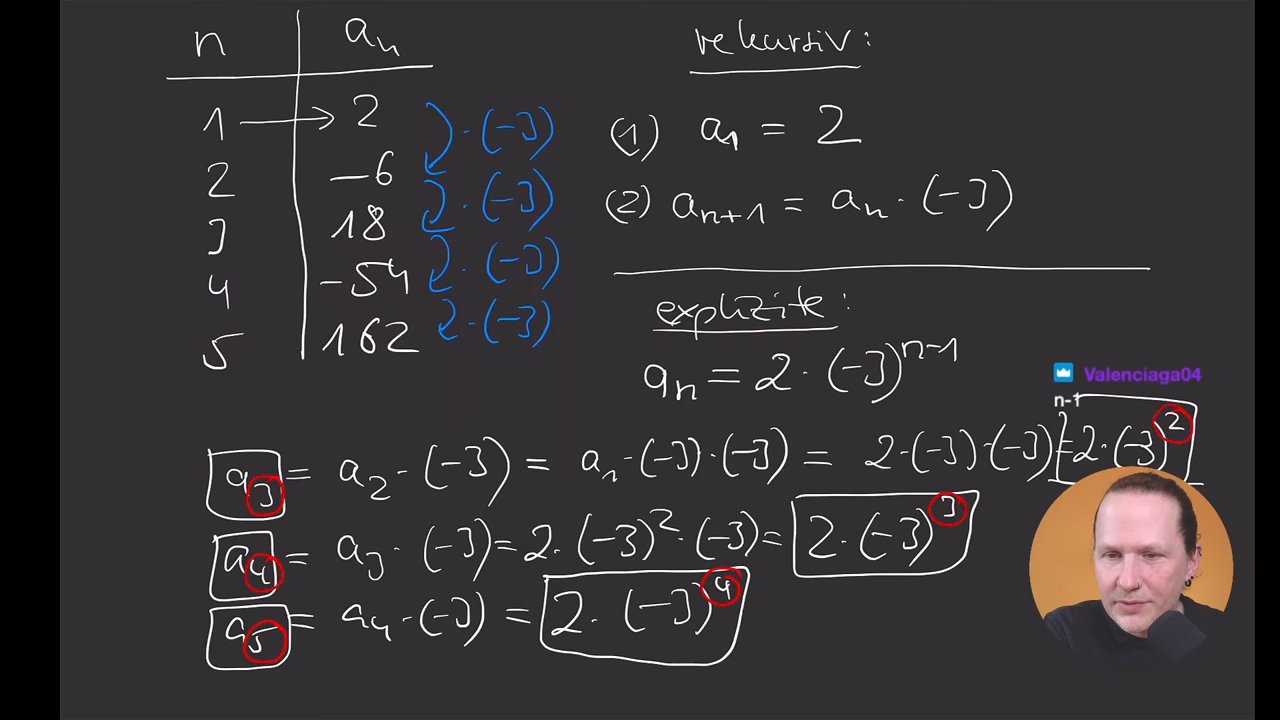 n aₙ
1 → 2 · (−3)
2 −6 · (−3)
3 18 · (−3)
4 −54 · (−3)
5 162
rekursiv:
(1) a₁ = 2
(2) aₙ₊₁ = aₙ · (−3)
explizite:
aₙ = 2 · (−3)ⁿ⁻¹
Valenciaga04
n-1
a₃ = a₂ · (−3) = a₁ · (−3) · (−3) = 2 · (−3) · (−3) = 2 · (−3)²
a₄ = a₃ · (−3) = 2 · (−3)² · (−3) = 2 · (−3)³
a₅ = a₄ · (−3) = 2 · (−3)⁴